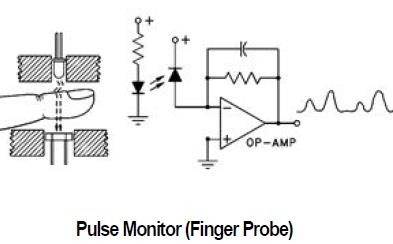 +
+
−
+
OP-AMP
Pulse Monitor (Finger Probe)